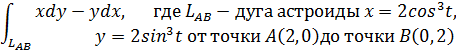 ∫_{L_{AB}} xdy − ydx,   где L_{AB} − дуга астроиды x = 2cos³t,
y = 2sin³t от точки A(2,0)до точки B(0,2)